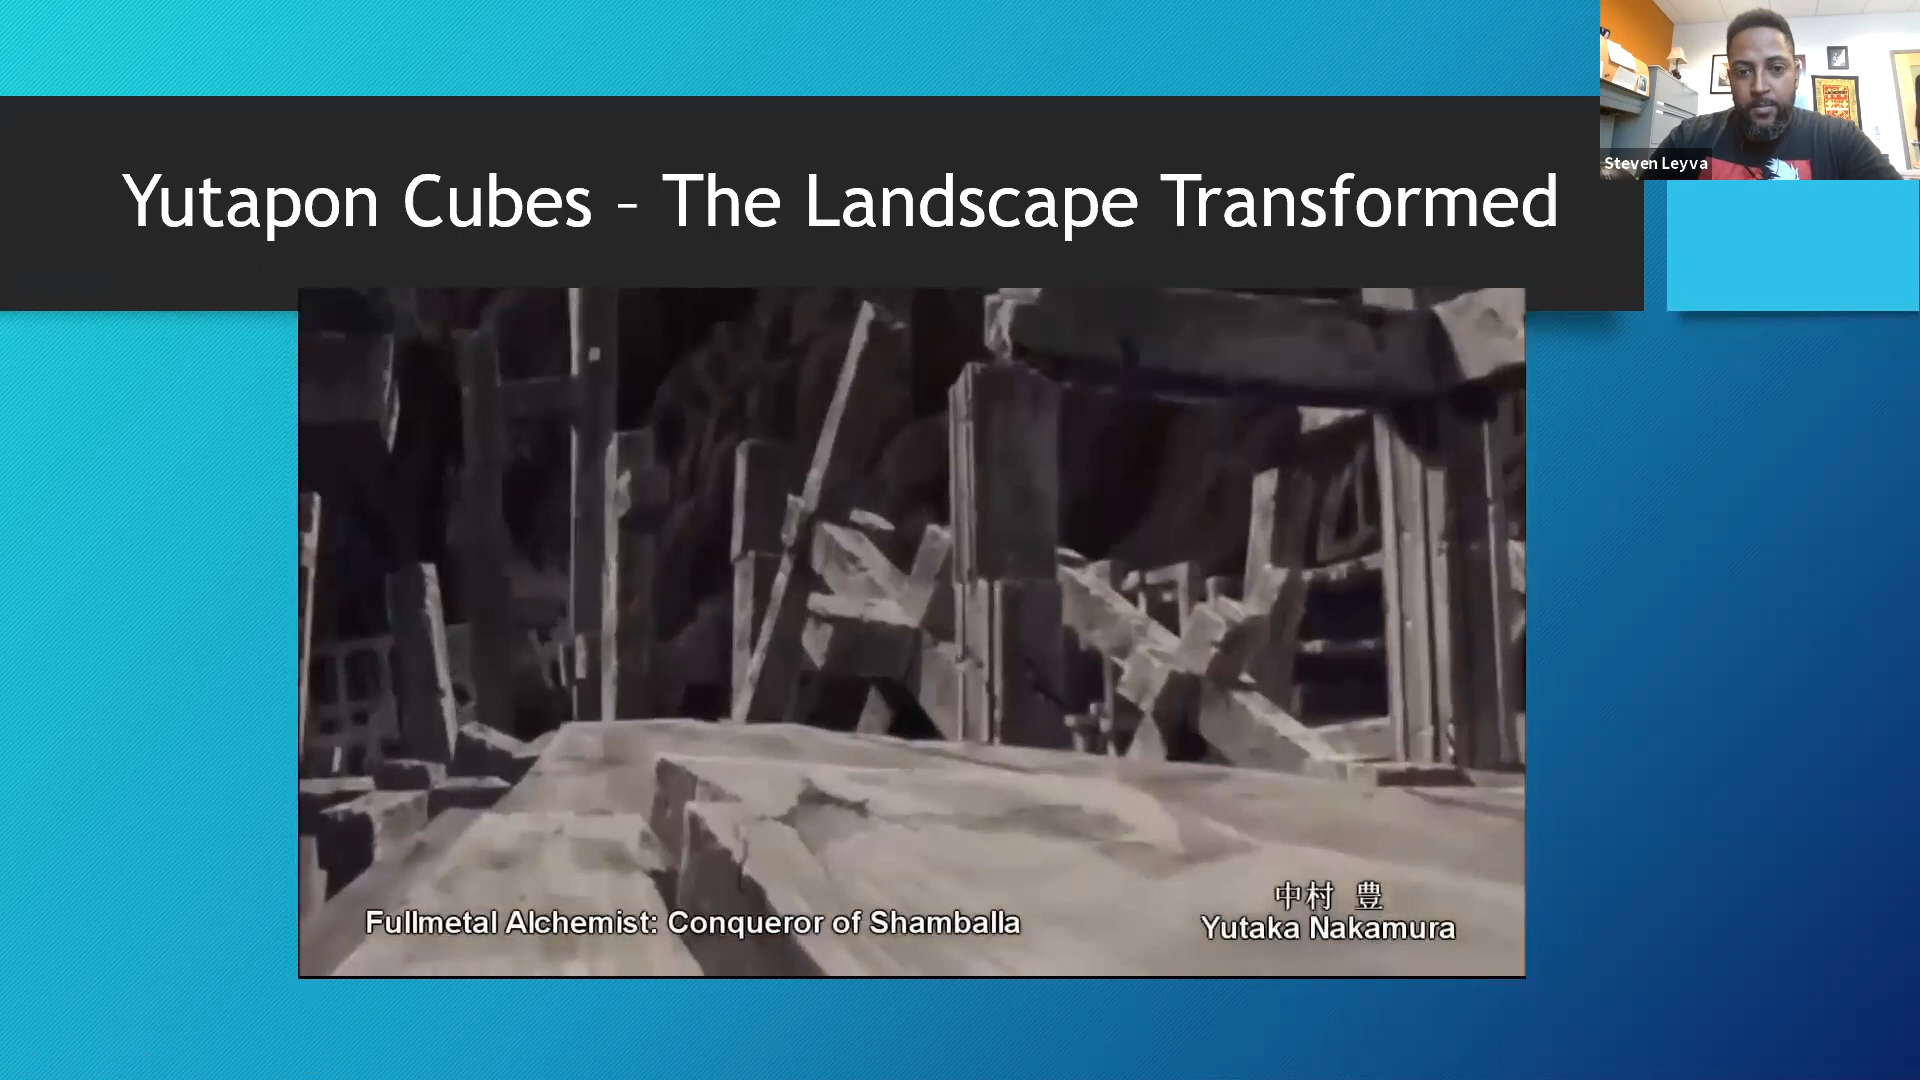 Yutapon Cubes – The Landscape Transformed
Steven Leyva
Fullmetal Alchemist: Conqueror of Shamballa
中村 豊
Yutaka Nakamura